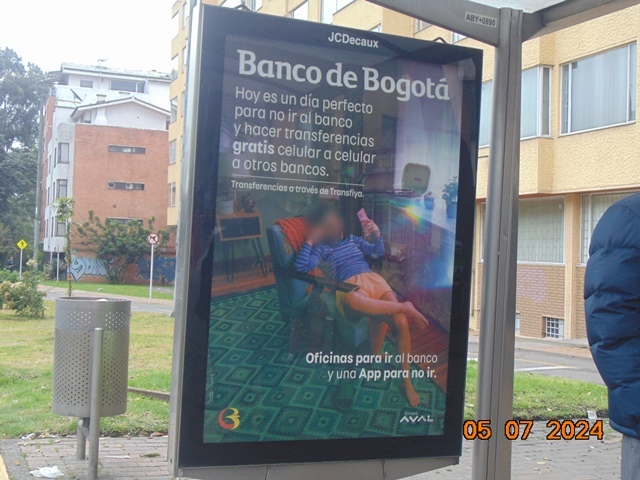 ABY+0890
JCDecaux
Banco de Bogotá
Hoy es un día perfecto
para no ir al banco
y hacer transferencias
gratis celular a celular
a otros bancos.
Transferencias a través de Transfiya.
Oficinas para ir al banco
y una App para no ir.
AVAL
05 07 2024